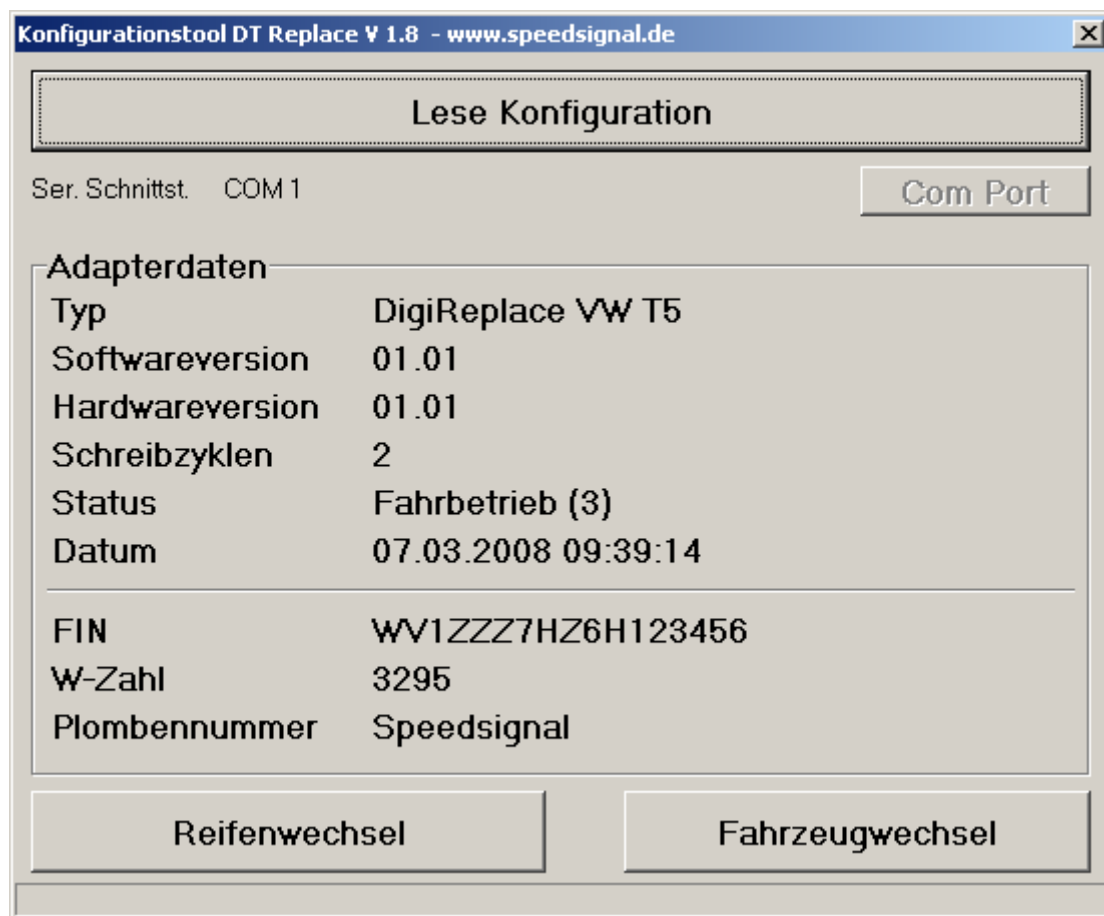 Konfigurationstool DT Replace V 1.8 - www.speedsignal.de
Lese Konfiguration
Ser. Schnittst. COM 1
Com Port
Adapterdaten
Typ DigiReplace VW T5
Softwareversion 01.01
Hardwareversion 01.01
Schreibzyklen 2
Status Fahrbetrieb (3)
Datum 07.03.2008 09:39:14
FIN WV1ZZZ7HZ6H123456
W-Zahl 3295
Plombennummer Speedsignal
Reifenwechsel
Fahrzeugwechsel